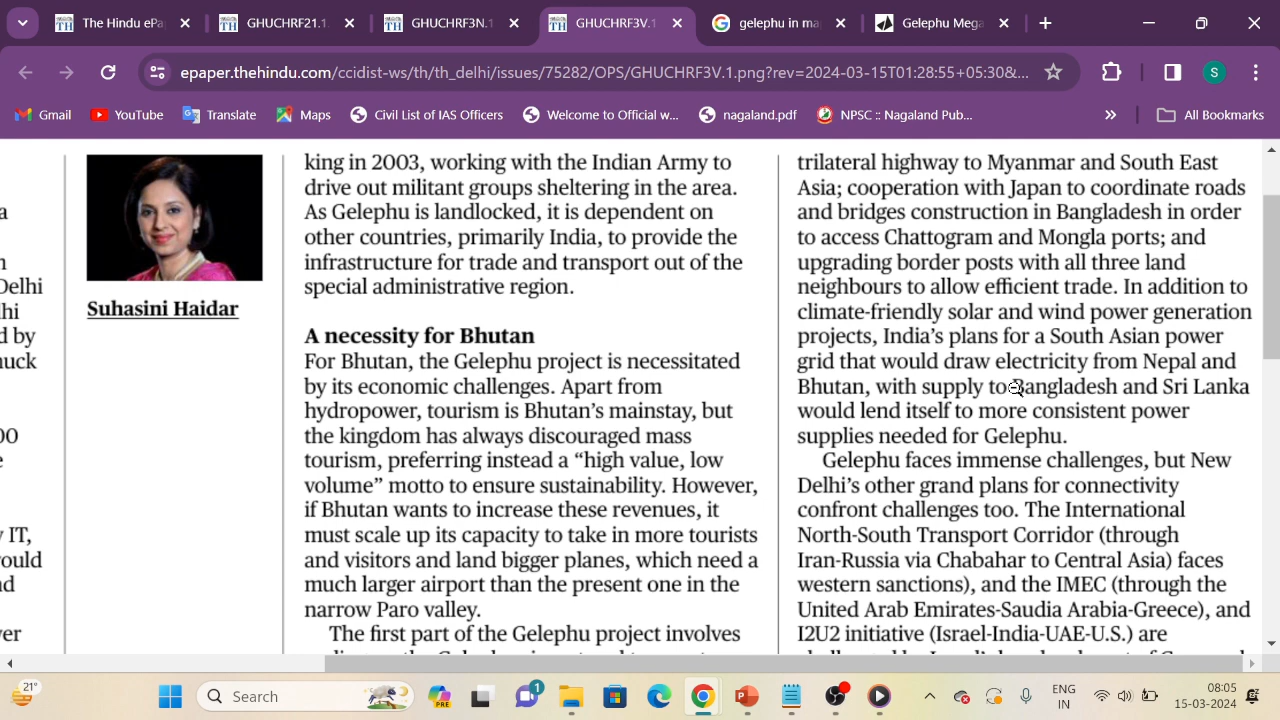 The Hindu ePa
GHUCHRF21.1
GHUCHRF3N.1
GHUCHRF3V.1
gelephu in ma
Gelephu Mega
epaper.thehindu.com/ccidist-ws/th/th_delhi/issues/75282/OPS/GHUCHRF3V.1.png?rev=2024-03-15T01:28:55+05:30&...
S
Gmail
YouTube
Translate
Maps
Civil List of IAS Officers
Welcome to Official w...
nagaland.pdf
NPSC :: Nagaland Pub...
»
All Bookmarks
a
n
Delhi
lhi
d by
nuck
00
e
y IT,
ould
nd
ver
Suhasini Haidar
king in 2003, working with the Indian Army to
drive out militant groups sheltering in the area.
As Gelephu is landlocked, it is dependent on
other countries, primarily India, to provide the
infrastructure for trade and transport out of the
special administrative region.
A necessity for Bhutan
For Bhutan, the Gelephu project is necessitated
by its economic challenges. Apart from
hydropower, tourism is Bhutan's mainstay, but
the kingdom has always discouraged mass
tourism, preferring instead a “high value, low
volume” motto to ensure sustainability. However,
if Bhutan wants to increase these revenues, it
must scale up its capacity to take in more tourists
and visitors and land bigger planes, which need a
much larger airport than the present one in the
narrow Paro valley.
The first part of the Gelephu project involves
trilateral highway to Myanmar and South East
Asia; cooperation with Japan to coordinate roads
and bridges construction in Bangladesh in order
to access Chattogram and Mongla ports; and
upgrading border posts with all three land
neighbours to allow efficient trade. In addition to
climate-friendly solar and wind power generation
projects, India's plans for a South Asian power
grid that would draw electricity from Nepal and
Bhutan, with supply to Bangladesh and Sri Lanka
would lend itself to more consistent power
supplies needed for Gelephu.
Gelephu faces immense challenges, but New
Delhi's other grand plans for connectivity
confront challenges too. The International
North-South Transport Corridor (through
Iran-Russia via Chabahar to Central Asia) faces
western sanctions), and the IMEC (through the
United Arab Emirates-Saudia Arabia-Greece), and
I2U2 initiative (Israel-India-UAE-U.S.) are
21°
Search
PRE
1
ENG
IN
08:05
15-03-2024